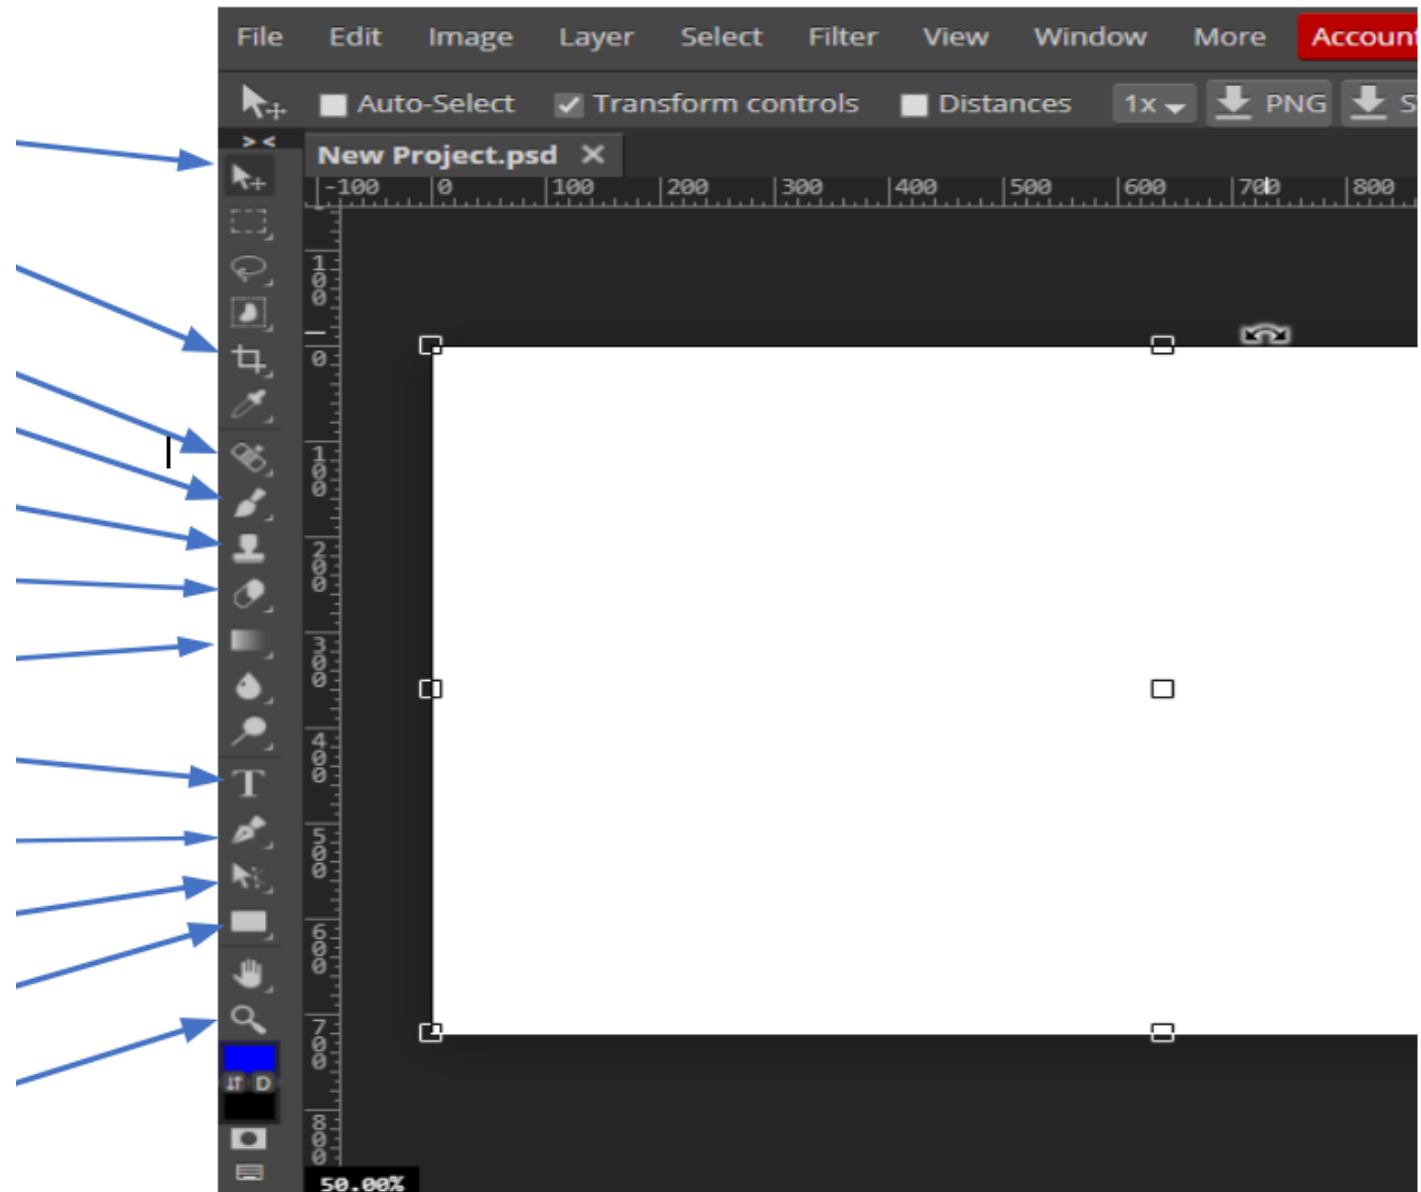 File Edit Image Layer Select Filter View Window More Account
Auto-Select Transform controls Distances 1x PNG S
> <
New Project.psd X
-100 0 100 200 300 400 500 600 700 800
100
0
100
200
300
400
T
500
600
700
D
800
50.00%